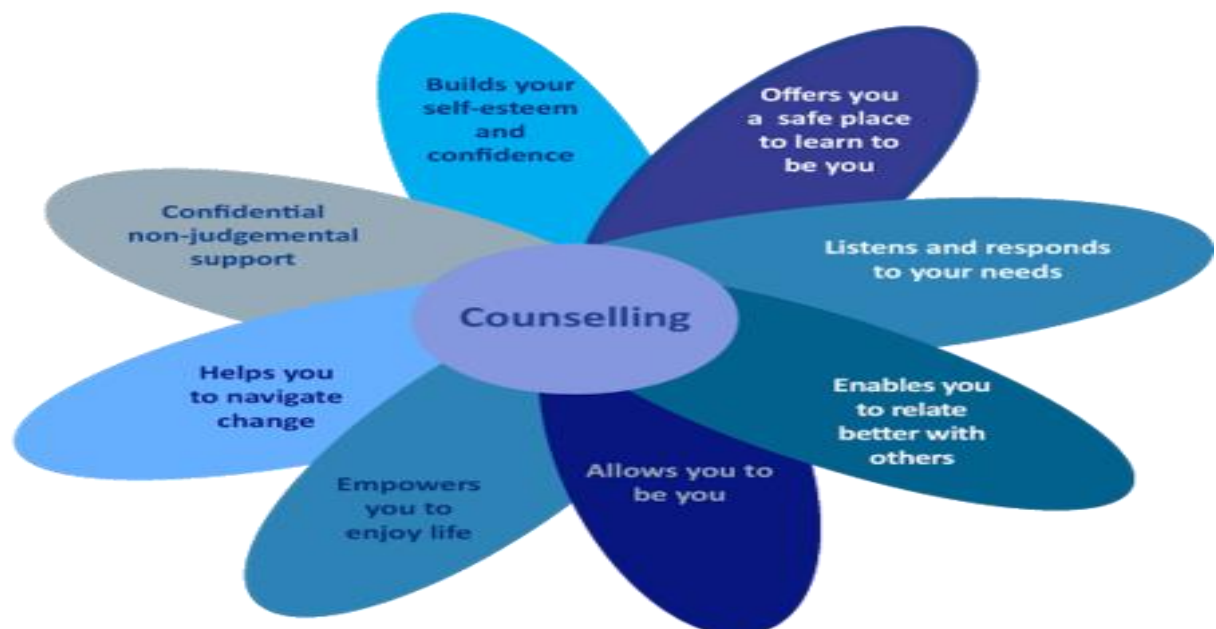 Builds your
self-esteem
and
confidence
Offers you
a safe place
to learn to
be you
Listens and responds
to your needs
Enables you
to relate
better with
others
Allows you to
be you
Empowers
you to
enjoy life
Helps you
to navigate
change
Confidential
non-judgemental
support
Counselling